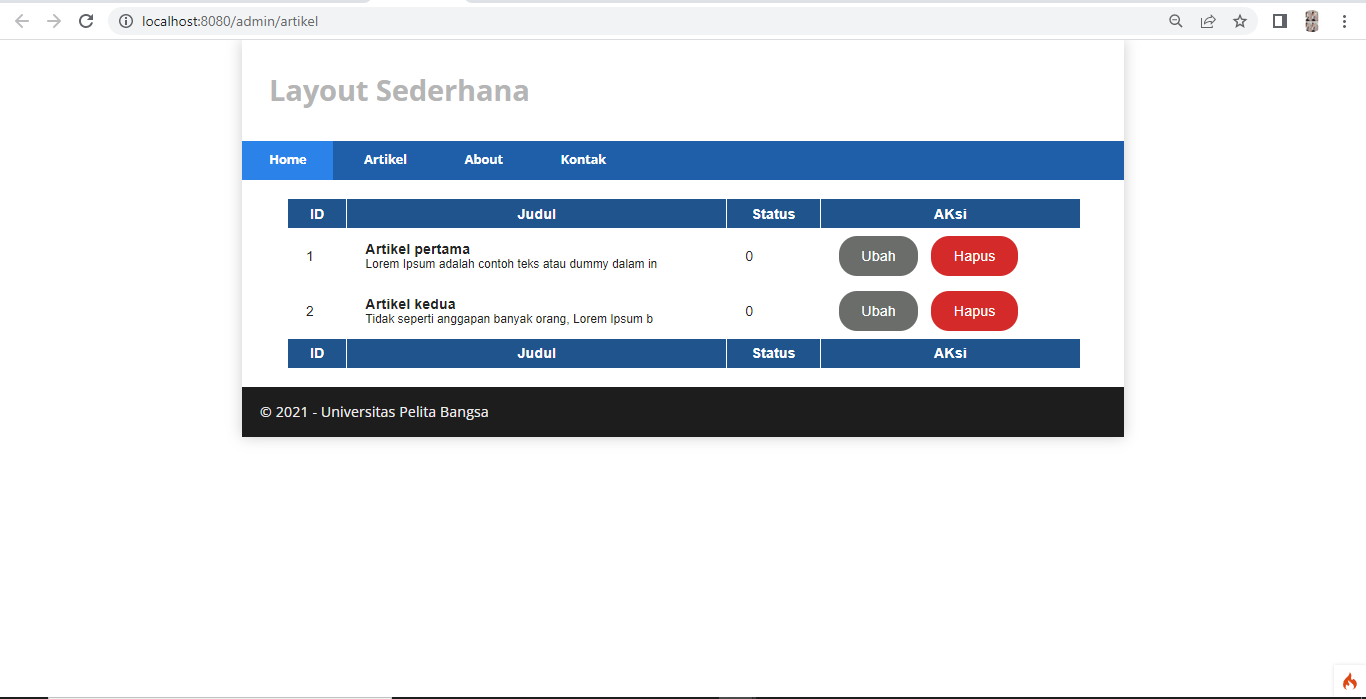 localhost:8080/admin/artikel
Layout Sederhana
Home Artikel About Kontak
ID Judul Status AKsi
1 Artikel pertama 0 Ubah Hapus
Lorem Ipsum adalah contoh teks atau dummy dalam in
2 Artikel kedua 0 Ubah Hapus
Tidak seperti anggapan banyak orang, Lorem Ipsum b
ID Judul Status AKsi
© 2021 - Universitas Pelita Bangsa